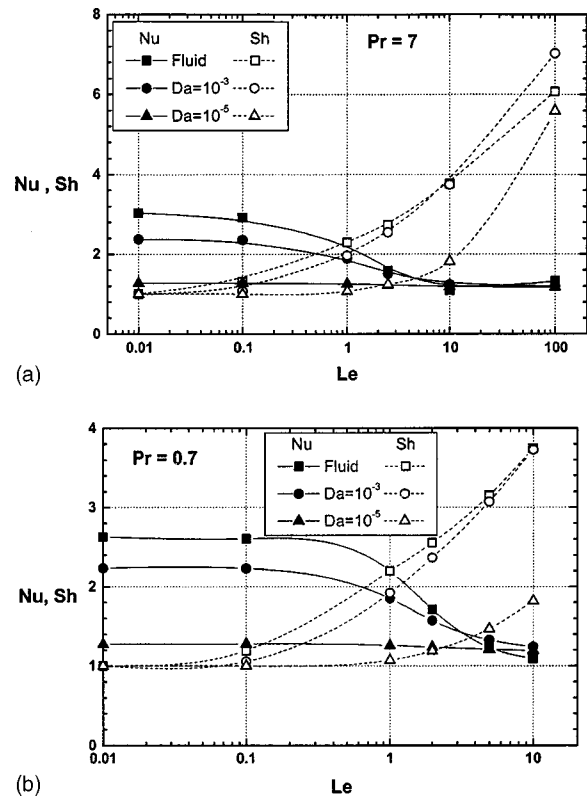 (a)
8
6
4
2
0
Nu , Sh
Nu Sh
Fluid
Da=10⁻³
Da=10⁻⁵
Pr = 7
0.01 0.1 1 10 100
Le
(b)
4
3
2
1
0
Nu, Sh
Pr = 0.7
Nu Sh
Fluid
Da=10⁻³
Da=10⁻⁵
0.01 0.1 1 10
Le